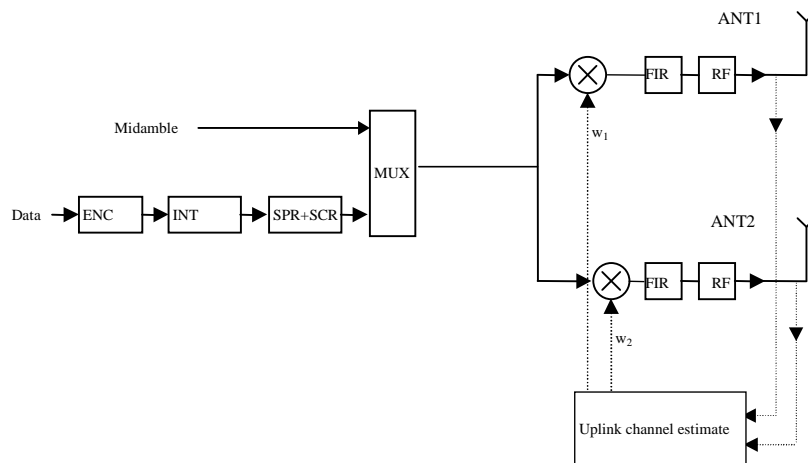 ANT1
FIR
RF
Midamble
w1
MUX
Data
ENC
INT
SPR+SCR
ANT2
FIR
RF
w2
Uplink channel estimate